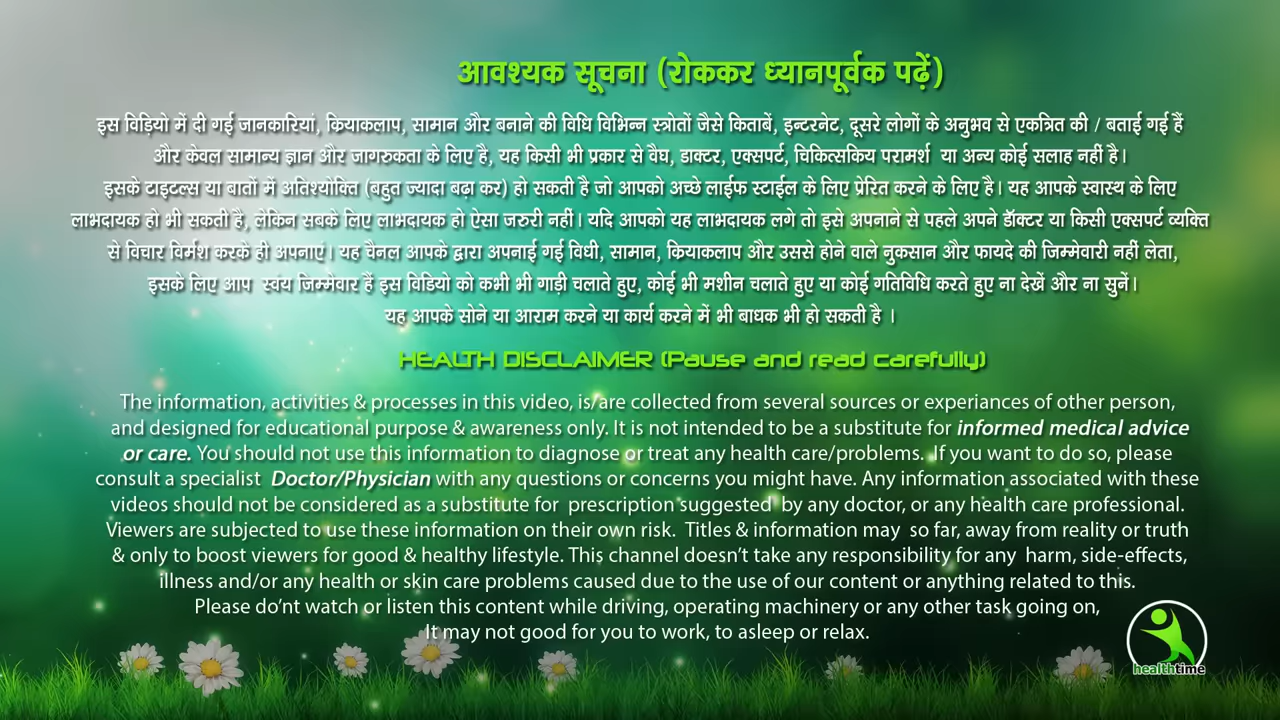 आवश्यक सूचना (रोककर ध्यानपूर्वक पढ़ें)
इस विड़ियो में दी गई जानकारियां, कियाकलाप, सामान और बनाने की विधि विभिन्न स्त्रोतों जैसे किताबें, इन्टरनेट, दूसरे लोगों के अनुभव से एकत्रित की / बताई गई हैं
और केवल सामान्य ज्ञान और जागरुकता के लिए है, यह किसी भी प्रकार से वैघ, डाक्टर, एक्सपर्ट, चिकित्सकिय परामर्श या अन्य कोई सलाह नहीं है।
इसके टाइटल्स या बातों में अतिश्योक्ति (बहुत ज्यादा बढ़ा कर) हो सकती है जो आपको अच्छे लाईफ स्टाईल के लिए प्रेरित करने के लिए है। यह आपके स्वास्थ के लिए
लाभदायक हो भी सकती है, लेकिन सबके लिए लाभदायक हो ऐसा जरुरी नहीं। यदि आपको यह लाभदायक लगे तो इसे अपनाने से पहले अपने डॅाक्टर या किसी एक्सपर्ट व्यक्ति
से विचार विर्मश करके ही अपनाएं। यह चैनल आपके द्वारा अपनाई गई विधी, सामान, कियाकलाप और उससे होने वाले नुकसान और फायदे की जिम्मेवारी नहीं लेता,
इसके लिए आप स्वंय जिम्मेवार हैं इस विडियो को कभी भी गाड़ी चलाते हुए, कोई भी मशीन चलाते हुए या कोई गतिविधि करते हुए ना देखें और ना सुनें।
यह आपके सोने या आराम करने या कार्य करने में भी बाधक भी हो सकती है ।
HEALTH DISCLAIMER (Pause and read carefully)
The information, activities & processes in this video, is/are collected from several sources or experiances of other person,
and designed for educational purpose & awareness only. It is not intended to be a substitute for informed medical advice
or care. You should not use this information to diagnose or treat any health care/problems. If you want to do so, please
consult a specialist Doctor/Physician with any questions or concerns you might have. Any information associated with these
videos should not be considered as a substitute for prescription suggested by any doctor, or any health care professional.
Viewers are subjected to use these information on their own risk. Titles & information may so far, away from reality or truth
& only to boost viewers for good & healthy lifestyle. This channel doesn't take any responsibility for any harm, side-effects,
illness and/or any health or skin care problems caused due to the use of our content or anything related to this.
Please do'nt watch or listen this content while driving, operating machinery or any other task going on,
It may not good for you to work, to asleep or relax.
healthtime